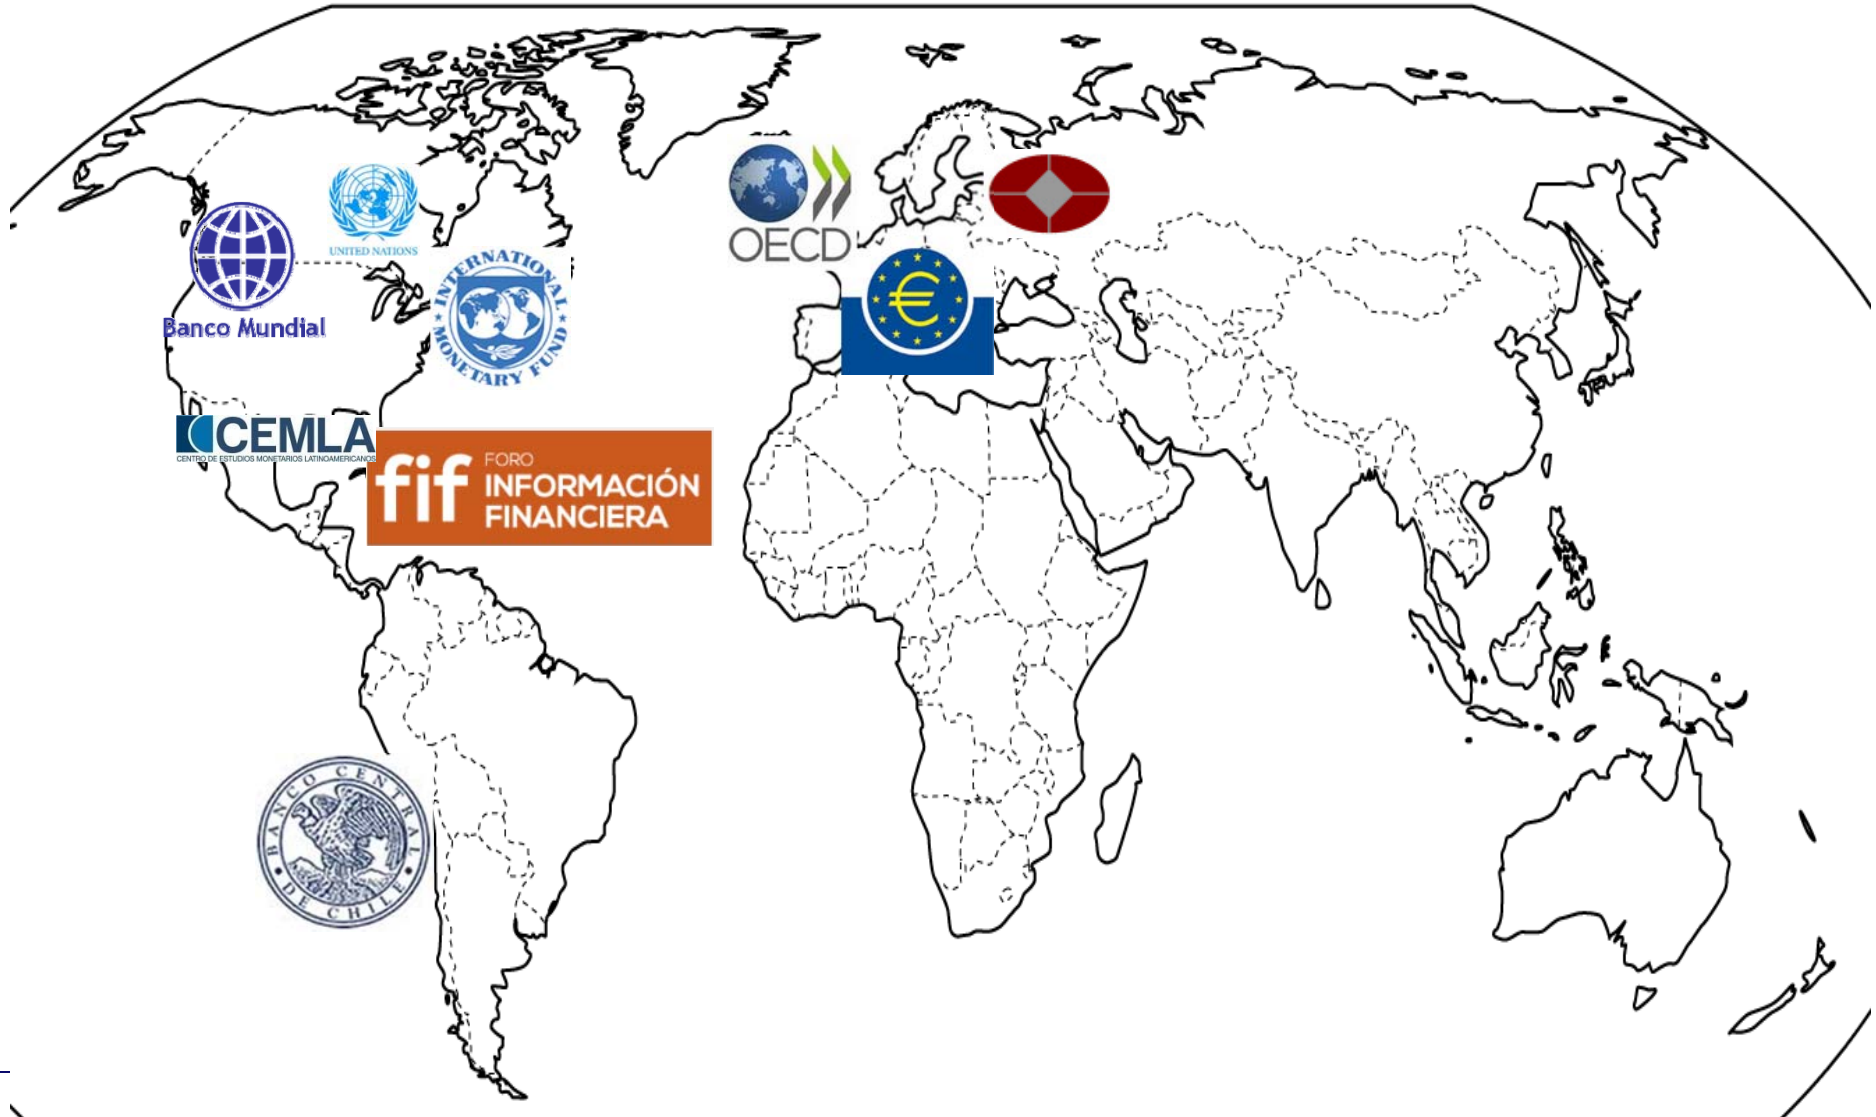 UNITED NATIONS
Banco Mundial
INTERNATIONAL MONETARY FUND
OECD
€
CEMLA
CENTRO DE ESTUDIOS MONETARIOS LATINOAMERICANOS
fif
FORO
INFORMACIÓN
FINANCIERA
BANCO CENTRAL
DE CHILE